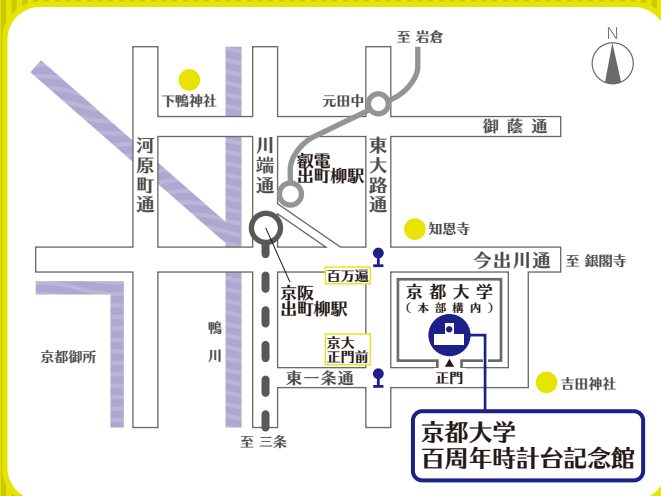 至 岩倉
N
下鴨神社
元田中
御蔭通
河原町通
川端通
叡電
出町柳駅
東大路通
知恩寺
今出川通
至 銀閣寺
百万遍
京阪
出町柳駅
京都大学
（本部構内）
鴨川
京大
正門前
京都御所
東一条通
正門
吉田神社
至 三条
京都大学
百周年時計台記念館